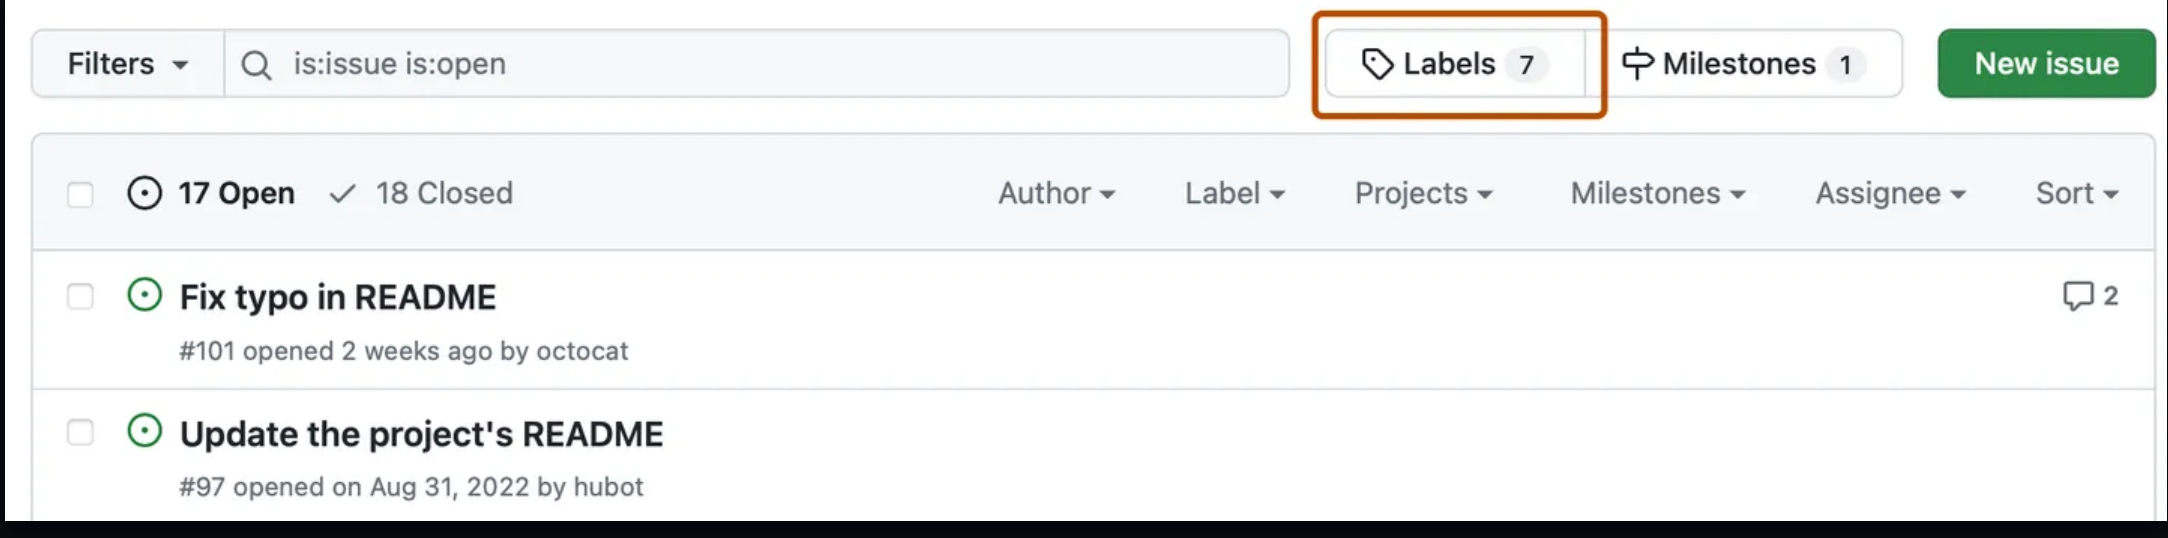 Filters is:issue is:open Labels 7 Milestones 1 New issue
17 Open 18 Closed Author Label Projects Milestones Assignee Sort
Fix typo in README 2
#101 opened 2 weeks ago by octocat
Update the project's README
#97 opened on Aug 31, 2022 by hubot